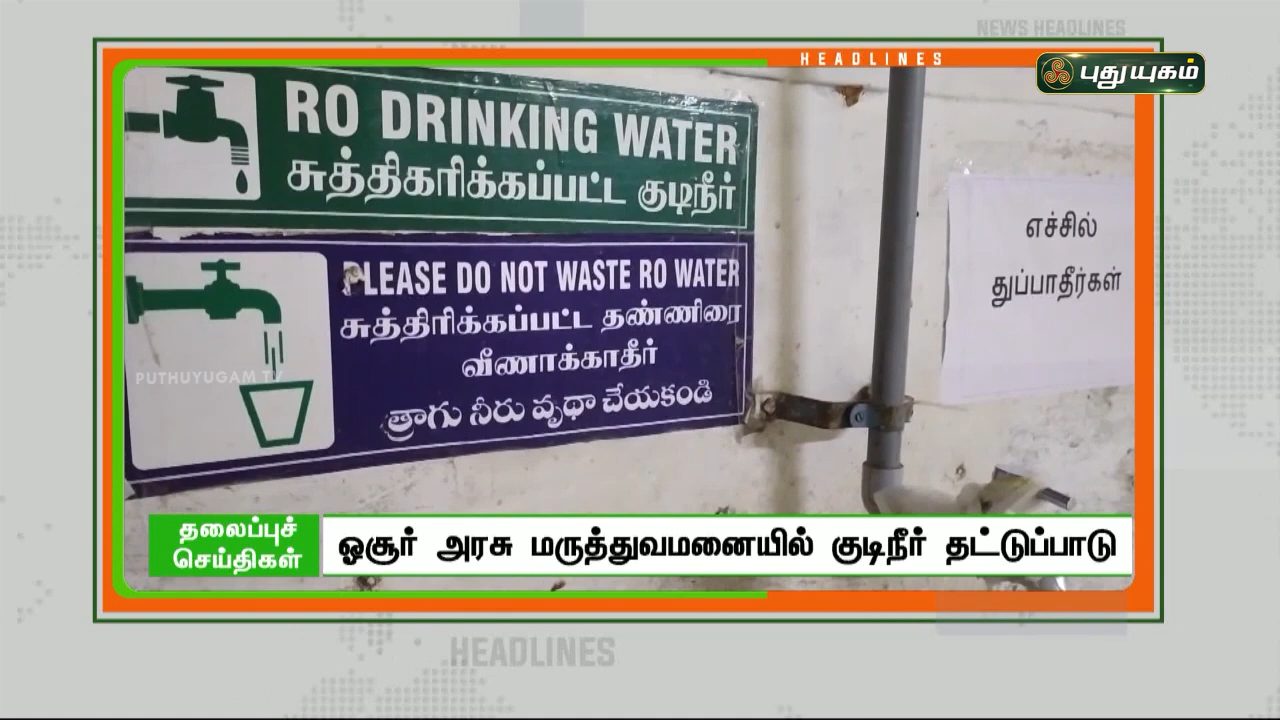 NEWS HEADLINES
HEADLINES
புதுயுகம்
RO DRINKING WATER
சுத்திகரிக்கப்பட்ட குடிநீர்
PLEASE DO NOT WASTE RO WATER
சுத்திரிக்கப்பட்ட தண்ணிரை
வீணாக்காதீர்
త్రాగు నీరు వృధా చేయకండి
எச்சில்
துப்பாதீர்கள்
PUTHUYUGAM TV
தலைப்புச்
செய்திகள்
ஓசூர் அரசு மருத்துவமனையில் குடிநீர் தட்டுப்பாடு
HEADLINES